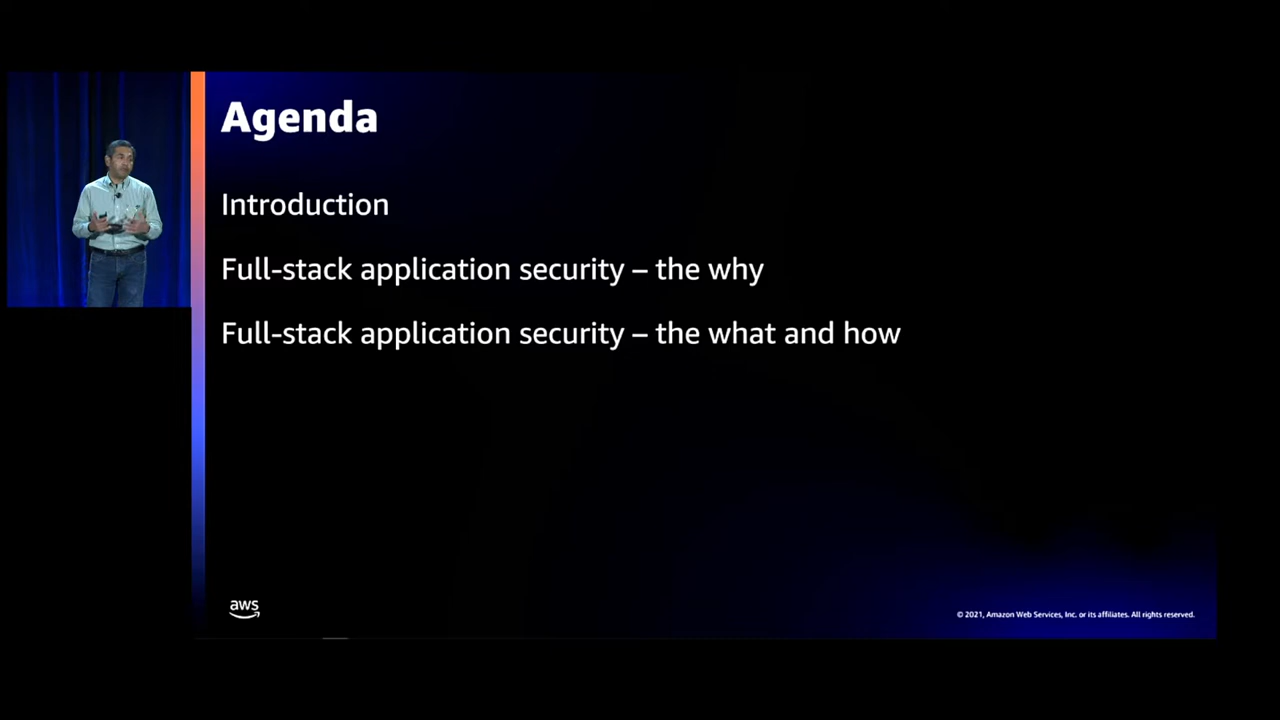 Agenda
Introduction
Full-stack application security – the why
Full-stack application security – the what and how
aws
© 2021, Amazon Web Services, Inc. or its affiliates. All rights reserved.